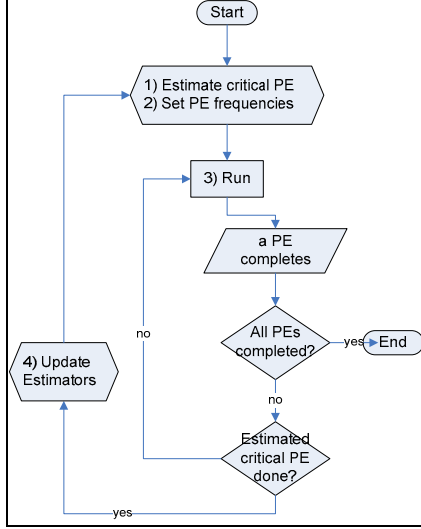 Start
1) Estimate critical PE
2) Set PE frequencies
3) Run
a PE
completes
All PEs
completed?
yes
End
no
no
4) Update
Estimators
Estimated
critical PE
done?
yes